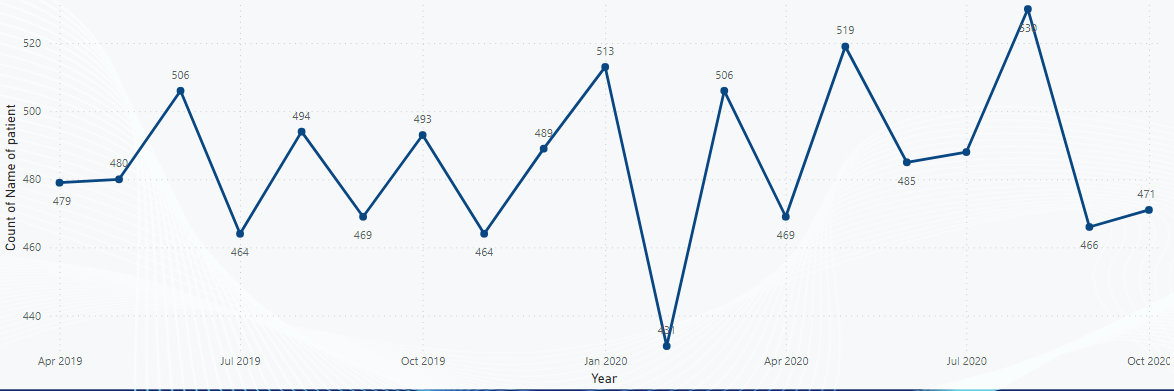 Count of Name of patient
520
500
480
460
440
479
480
506
464
494
469
493
464
489
513
431
506
469
519
485
530
466
471
Apr 2019
Jul 2019
Oct 2019
Jan 2020
Apr 2020
Jul 2020
Oct 2020
Year